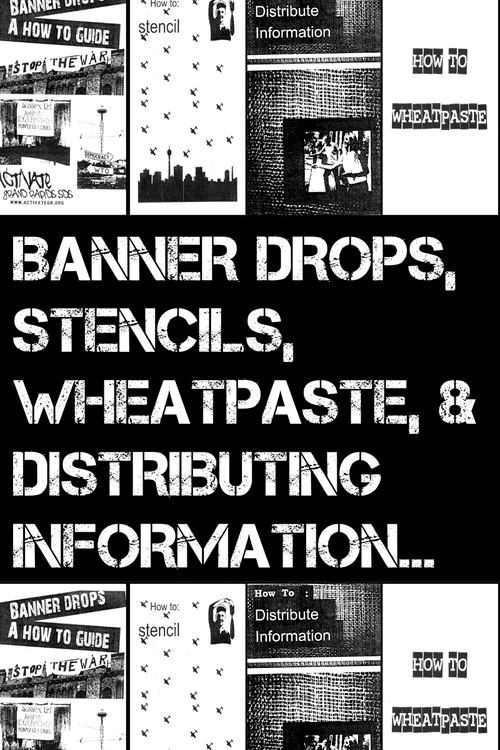 BANNER DROPS
A HOW TO GUIDE
STOP THE WAR
DEMOCRACY
WTO
ACTIVATE
GRAND RAPIDS SDS
WWW.ACTIVATEGR.ORG
How to:
stencil
Distribute
Information
HOW TO
WHEATPASTE
BANNER DROPS,
STENCILS,
WHEATPASTE, &
DISTRIBUTING
INFORMATION...
BANNER DROPS
A HOW TO GUIDE
STOP THE WAR
How to:
stencil
How To :
Distribute
Information
HOW TO
WHEATPASTE